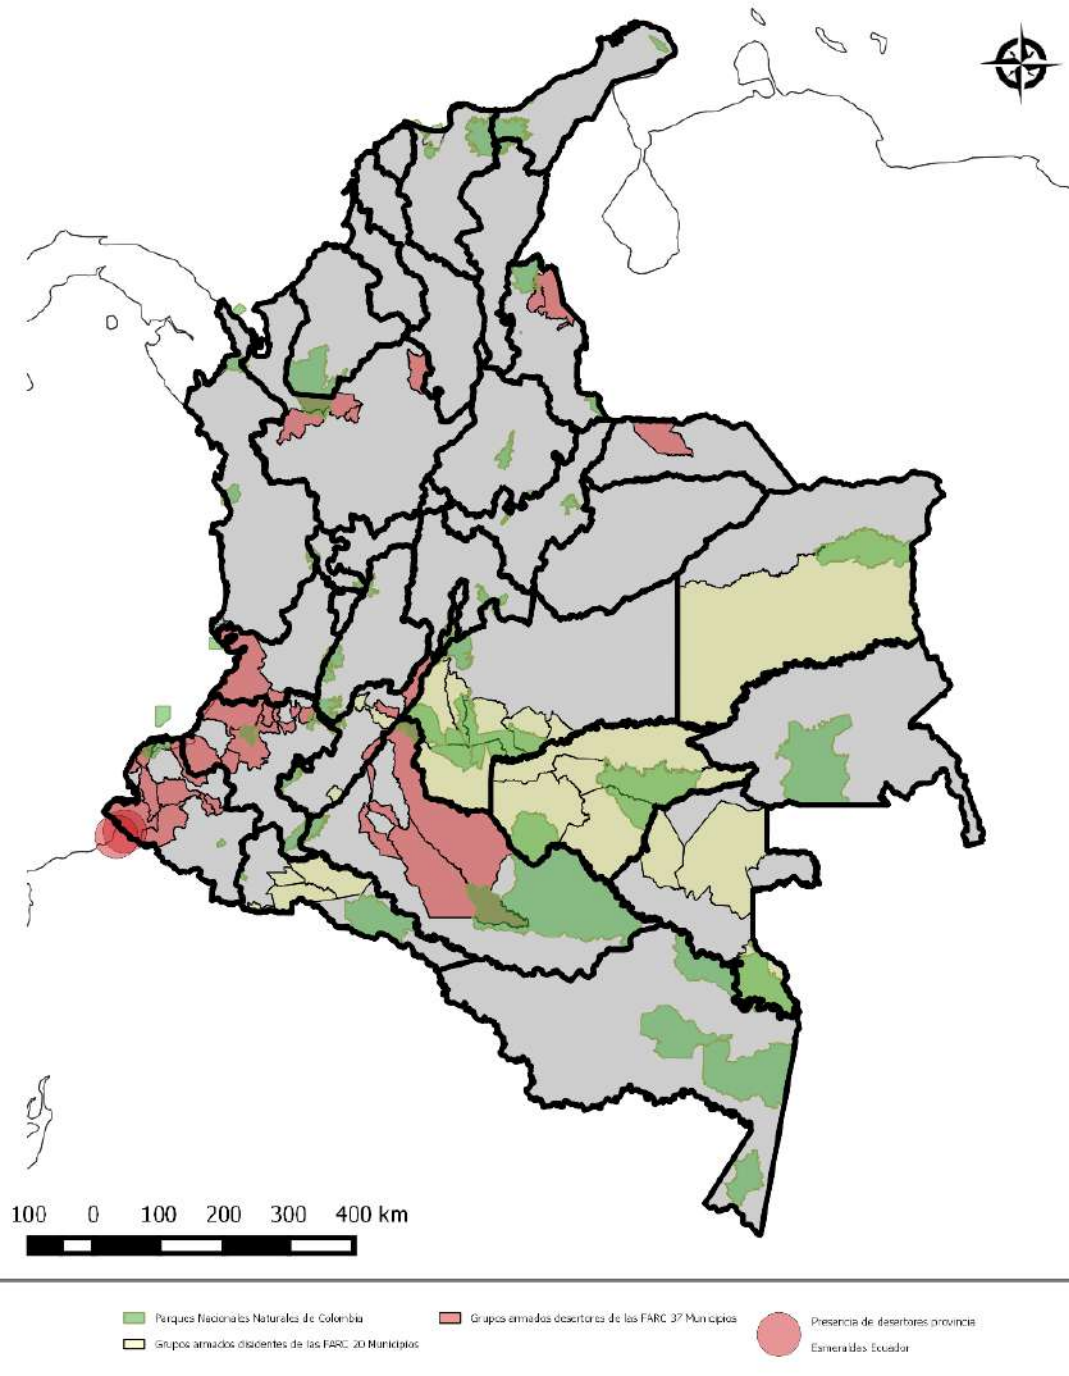 100 0 100 200 300 400 km
Parques Nacionales Naturales de Colombia
Grupos armados disidentes de las FARC 20 Municipios
Grupos armados desertores de las FARC 37 Municipios
Presencia de desertores provincia
Esmeraldas Ecuador